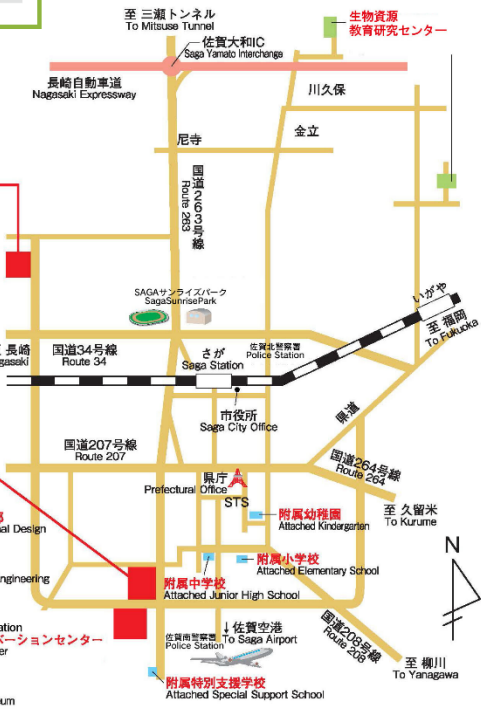 至 三瀬トンネル
To Mitsuse Tunnel
生物資源
教育研究センター
佐賀大和IC
Saga Yamato Interchange
長崎自動車道
Nagasaki Expressway
川久保
金立
尼寺
国道263号線
Route 263
SAGAサンライズパーク
SagaSunrisePark
いがや
至 福岡
To Fukuoka
長崎
gasaki
国道34号線
Route 34
さが
Saga Station
佐賀北警察署
Police Station
市役所
Saga City Office
県道
国道207号線
Route 207
国道264号線
Route 264
県庁
Prefectural Office
STS
至 久留米
To Kurume
附属幼稚園
Attached Kindergarten
部
nal Design
附属小学校
Attached Elementary School
N
ngineering
附属中学校
Attached Junior High School
ation
ベーションセンター
er
佐賀南警察署
Police Station
↓佐賀空港
To Saga Airport
国道208号線
Route 208
至 柳川
To Yanagawa
附属特別支援学校
Attached Special Support School
um